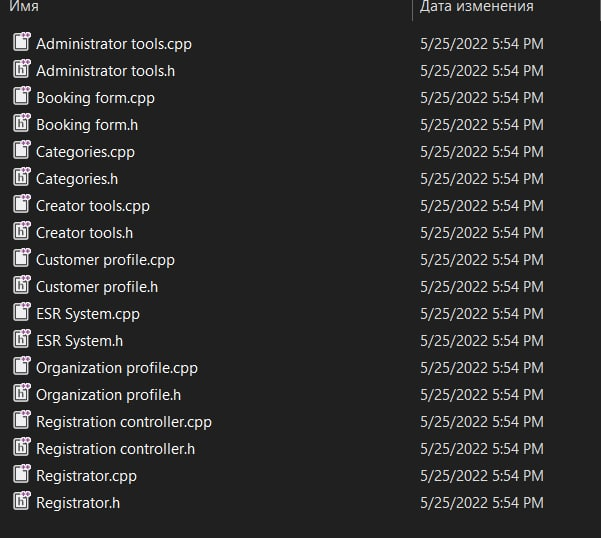 Имя Дата изменения
Administrator tools.cpp 5/25/2022 5:54 PM
Administrator tools.h 5/25/2022 5:54 PM
Booking form.cpp 5/25/2022 5:54 PM
Booking form.h 5/25/2022 5:54 PM
Categories.cpp 5/25/2022 5:54 PM
Categories.h 5/25/2022 5:54 PM
Creator tools.cpp 5/25/2022 5:54 PM
Creator tools.h 5/25/2022 5:54 PM
Customer profile.cpp 5/25/2022 5:54 PM
Customer profile.h 5/25/2022 5:54 PM
ESR System.cpp 5/25/2022 5:54 PM
ESR System.h 5/25/2022 5:54 PM
Organization profile.cpp 5/25/2022 5:54 PM
Organization profile.h 5/25/2022 5:54 PM
Registration controller.cpp 5/25/2022 5:54 PM
Registration controller.h 5/25/2022 5:54 PM
Registrator.cpp 5/25/2022 5:54 PM
Registrator.h 5/25/2022 5:54 PM